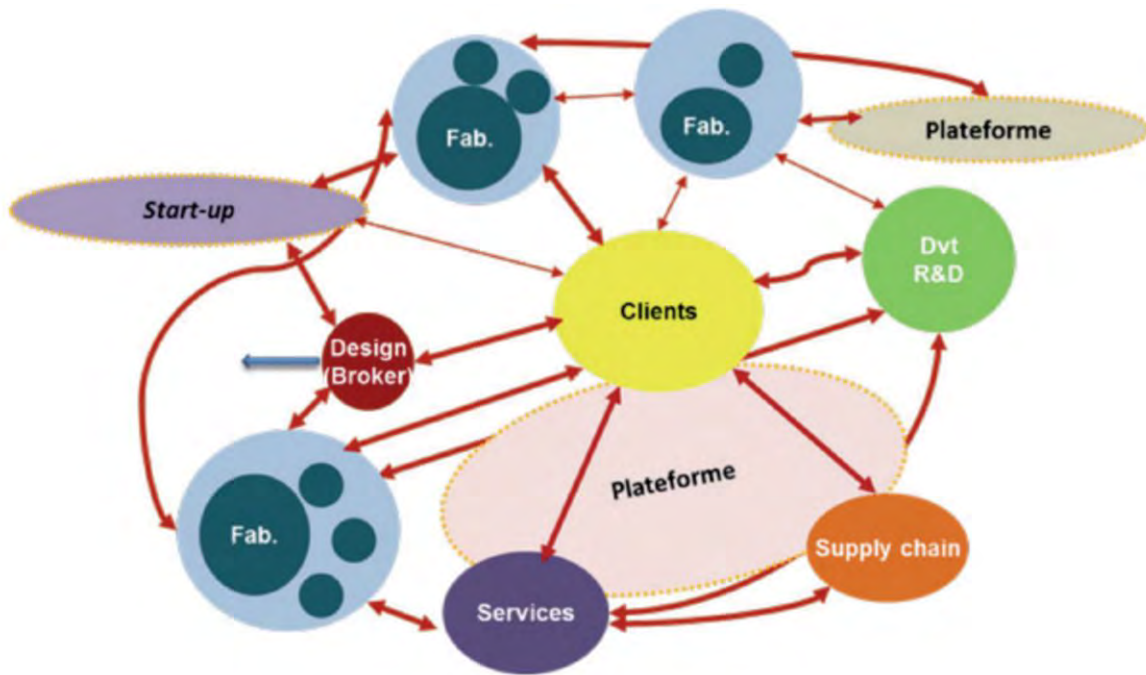 Fab.
Fab.
Plateforme
Start-up
Dvt
R&D
Clients
Design
(Broker)
Plateforme
Fab.
Supply chain
Services